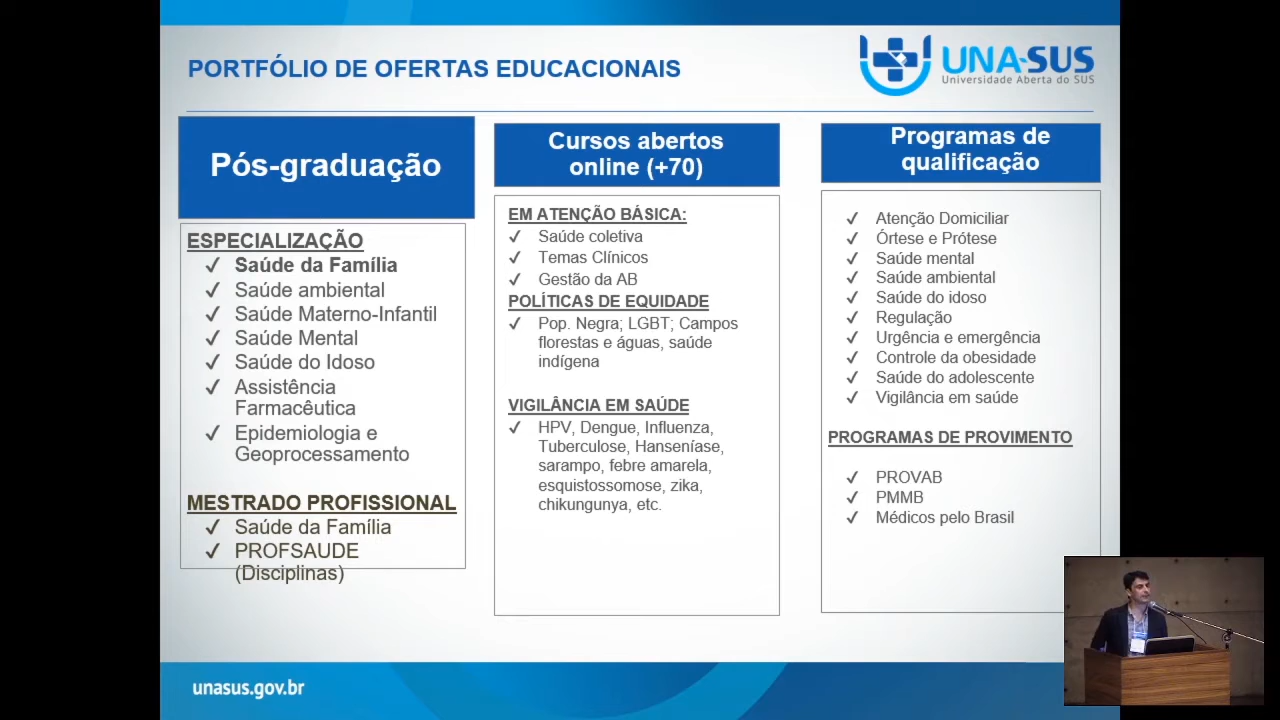 PORTFÓLIO DE OFERTAS EDUCACIONAIS
UNA-SUS
Universidade Aberta do SUS
Pós-graduação
ESPECIALIZAÇÃO
✓ Saúde da Família
✓ Saúde ambiental
✓ Saúde Materno-Infantil
✓ Saúde Mental
✓ Saúde do Idoso
✓ Assistência
Farmacêutica
✓ Epidemiologia e
Geoprocessamento
MESTRADO PROFISSIONAL
✓ Saúde da Família
✓ PROFSAUDE
(Disciplinas)
Cursos abertos
online (+70)
EM ATENÇÃO BÁSICA:
✓ Saúde coletiva
✓ Temas Clínicos
✓ Gestão da AB
POLÍTICAS DE EQUIDADE
✓ Pop. Negra; LGBT; Campos
florestas e águas, saúde
indígena
VIGILÂNCIA EM SAÚDE
✓ HPV, Dengue, Influenza,
Tuberculose, Hanseníase,
sarampo, febre amarela,
esquistossomose, zika,
chikungunya, etc.
Programas de
qualificação
✓ Atenção Domiciliar
✓ Órtese e Prótese
✓ Saúde mental
✓ Saúde ambiental
✓ Saúde do idoso
✓ Regulação
✓ Urgência e emergência
✓ Controle da obesidade
✓ Saúde do adolescente
✓ Vigilância em saúde
PROGRAMAS DE PROVIMENTO
✓ PROVAB
✓ PMMB
✓ Médicos pelo Brasil
unasus.gov.br